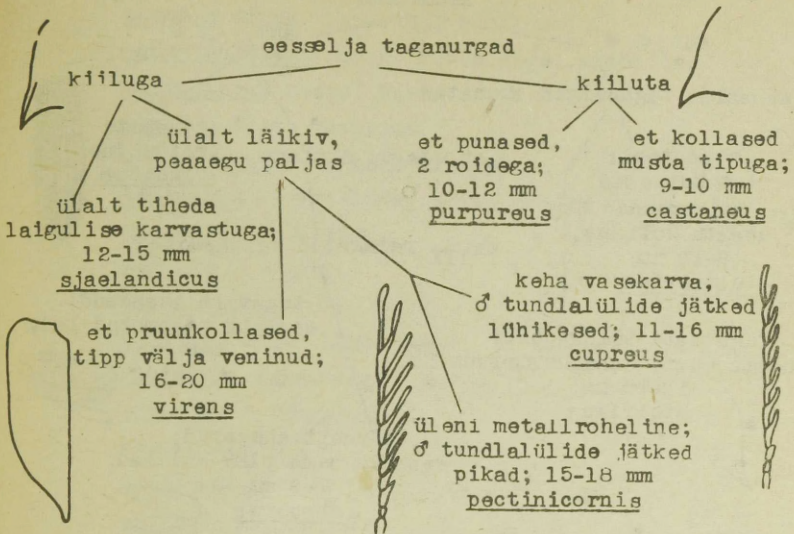 eesselja taganurgad
kiiluga
kiiluta
ülalt läikiv,
peaaegu paljas
et punased,
2 roidega;
10-12 mm
purpureus
et kollased
musta tipuga;
9-10 mm
castaneus
ülalt tiheda
laigulise karvastuga;
12-15 mm
sjaelandicus
et pruunkollased,
tipp välja veninud;
16-20 mm
virens
keha vasekarva,
♂ tundlalülide jätked
lühikesed; 11-16 mm
cupreus
üleni metallroheline;
♂ tundlalülide jätked
pikad; 15-18 mm
pectinicornis